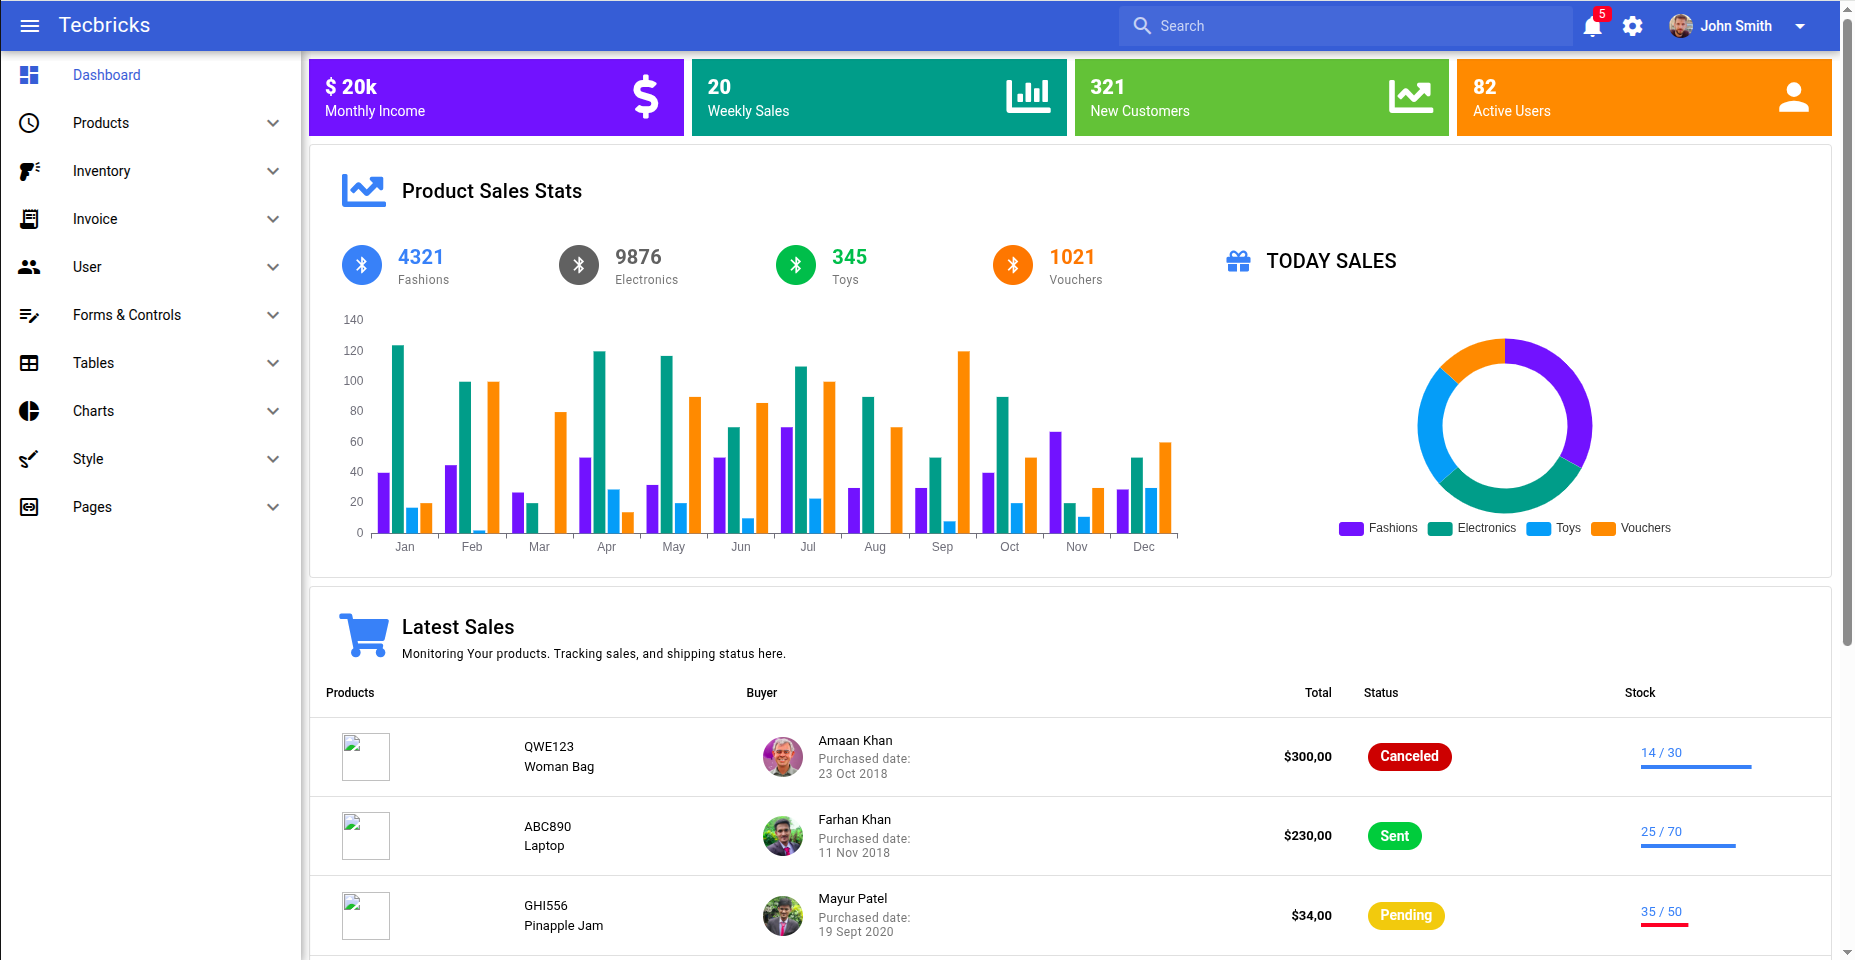 Tecbricks
Search
5
John Smith
Dashboard
Products
Inventory
Invoice
User
Forms & Controls
Tables
Charts
Style
Pages
$ 20k
Monthly Income
20
Weekly Sales
321
New Customers
82
Active Users
Product Sales Stats
4321
Fashions
9876
Electronics
345
Toys
1021
Vouchers
TODAY SALES
140
120
100
80
60
40
20
0
Jan Feb Mar Apr May Jun Jul Aug Sep Oct Nov Dec
Fashions Electronics Toys Vouchers
Latest Sales
Monitoring Your products. Tracking sales, and shipping status here.
Products Buyer Total Status Stock
QWE123
Woman Bag
Amaan Khan
Purchased date:
23 Oct 2018
$300,00
Canceled
14 / 30
ABC890
Laptop
Farhan Khan
Purchased date:
11 Nov 2018
$230,00
Sent
25 / 70
GHI556
Pinapple Jam
Mayur Patel
Purchased date:
19 Sept 2020
$34,00
Pending
35 / 50